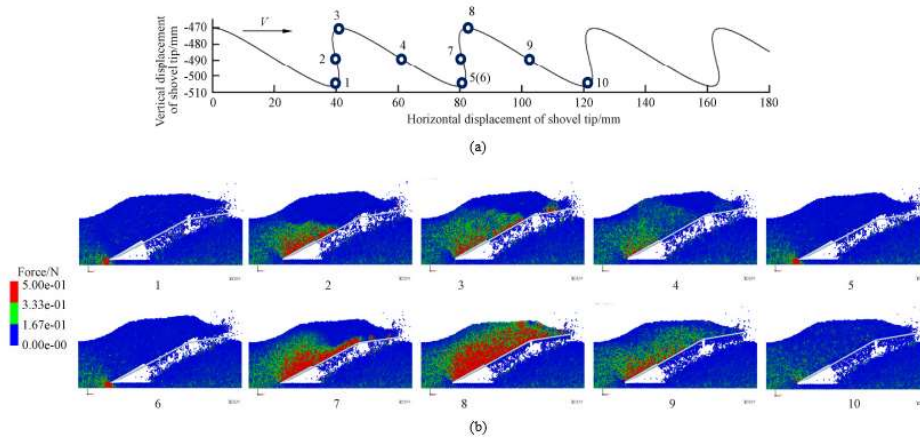 (a)
Vertical displacement
of shovel tip/mm
-470
-480
-490
-500
-510
V
3
8
2
4
7
9
1
5(6)
10
0 20 40 60 80 100 120 140 160 180
Horizontal displacement of shovel tip/mm
(a)
Force/N
5.00e-01
3.33e-01
1.67e-01
0.00e-00
1 2 3 4 5
6 7 8 9 10
(b)